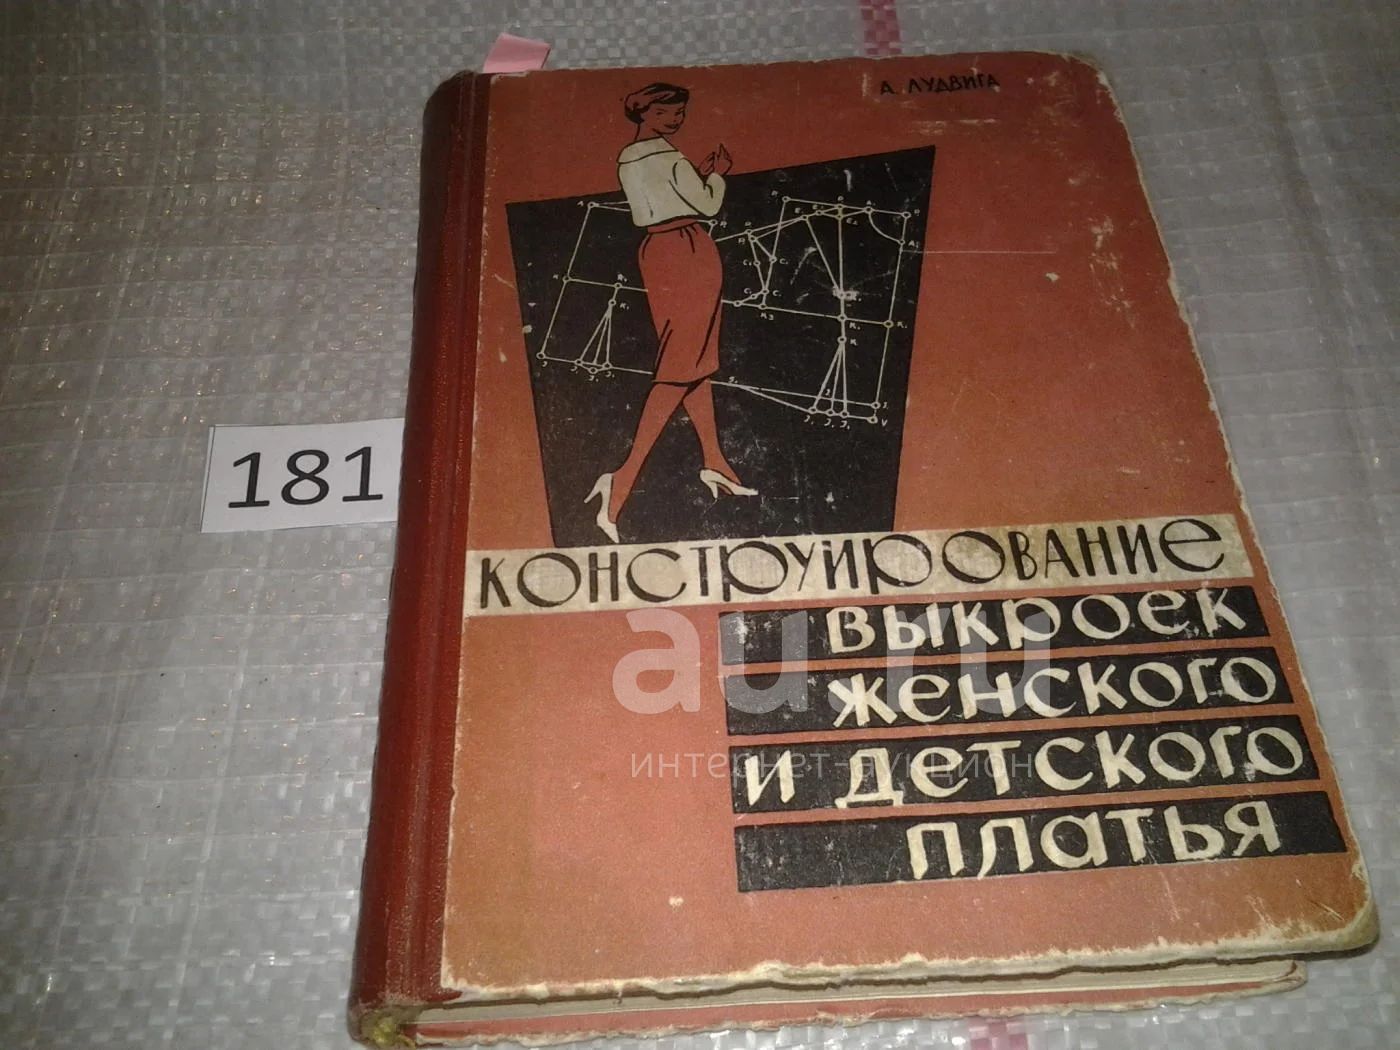 А. ЛУДВИГА
181
КОНСТРУИРОВАНИЕ
ВЫКРОЕК
ЖЕНСКОГО
И ДЕТСКОГО
ПЛАТЬЯ
au.ru
интернет-аукцион